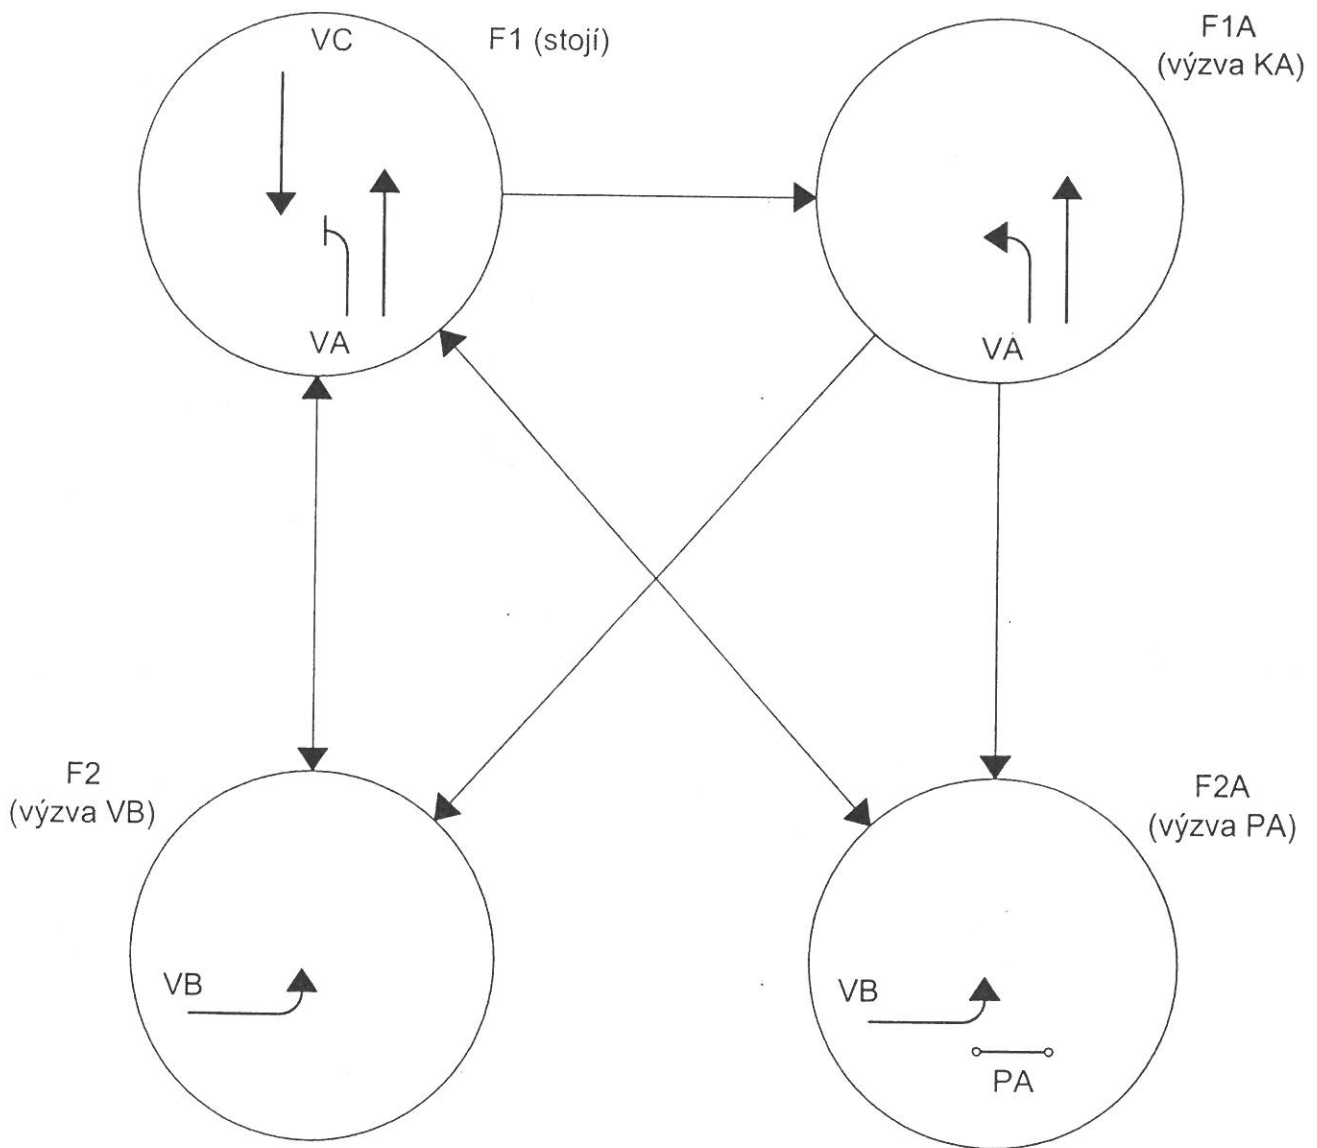 VC
F1 (stojí)
F1A
(výzva KA)
VA
VA
F2
(výzva VB)
F2A
(výzva PA)
VB
VB
PA